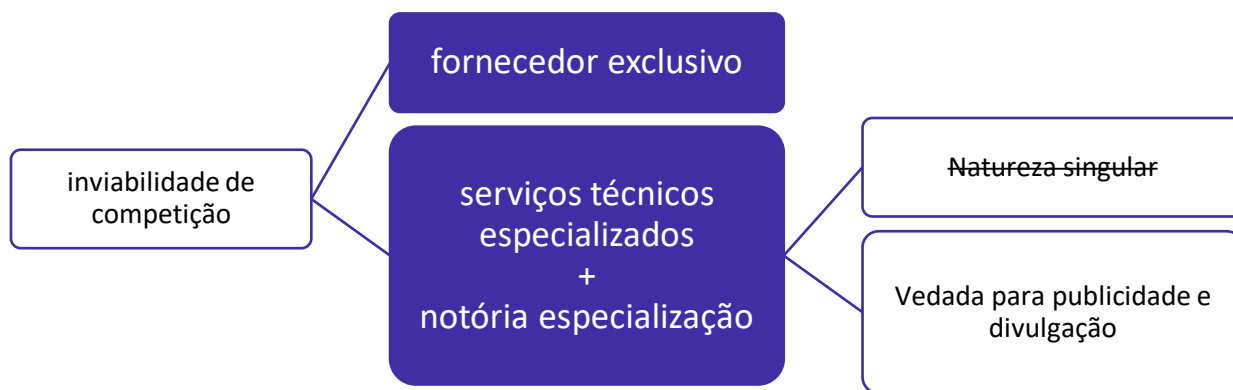 fornecedor exclusivo
inviabilidade de
competição
serviços técnicos
especializados
+
notória especialização
Natureza singular
Vedada para publicidade e
divulgação